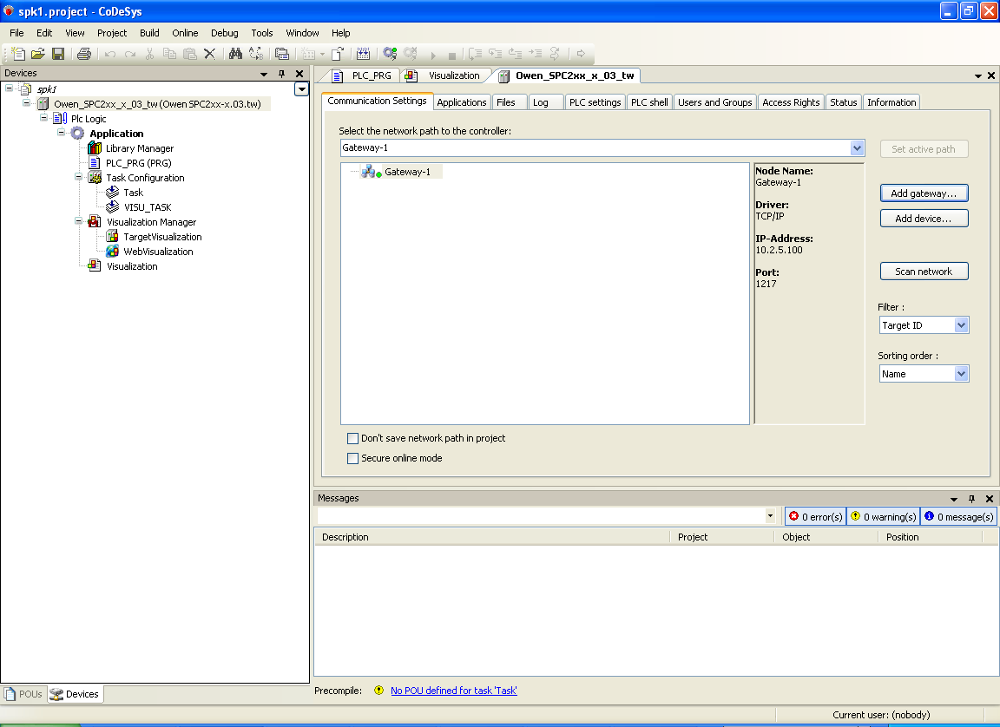 spk1.project - CoDeSys
File Edit View Project Build Online Debug Tools Window Help
Devices
spk1
Owen_SPC2xx_x_03_tw (Owen SPC2xx-x.03.tw)
Plc Logic
Application
Library Manager
PLC_PRG (PRG)
Task Configuration
Task
VISU_TASK
Visualization Manager
TargetVisualization
WebVisualization
Visualization
POUs Devices
PLC_PRG Visualization Owen_SPC2xx_x_03_tw
Communication Settings Applications Files Log PLC settings PLC shell Users and Groups Access Rights Status Information
Select the network path to the controller:
Gateway-1
Set active path
Gateway-1
Node Name:
Gateway-1
Driver:
TCP/IP
IP-Address:
10.2.5.100
Port:
1217
Add gateway...
Add device...
Scan network
Filter :
Target ID
Sorting order :
Name
Don't save network path in project
Secure online mode
Messages
0 error(s) 0 warning(s) 0 message(s)
Description Project Object Position
Precompile: No POU defined for task 'Task'
Current user: (nobody)